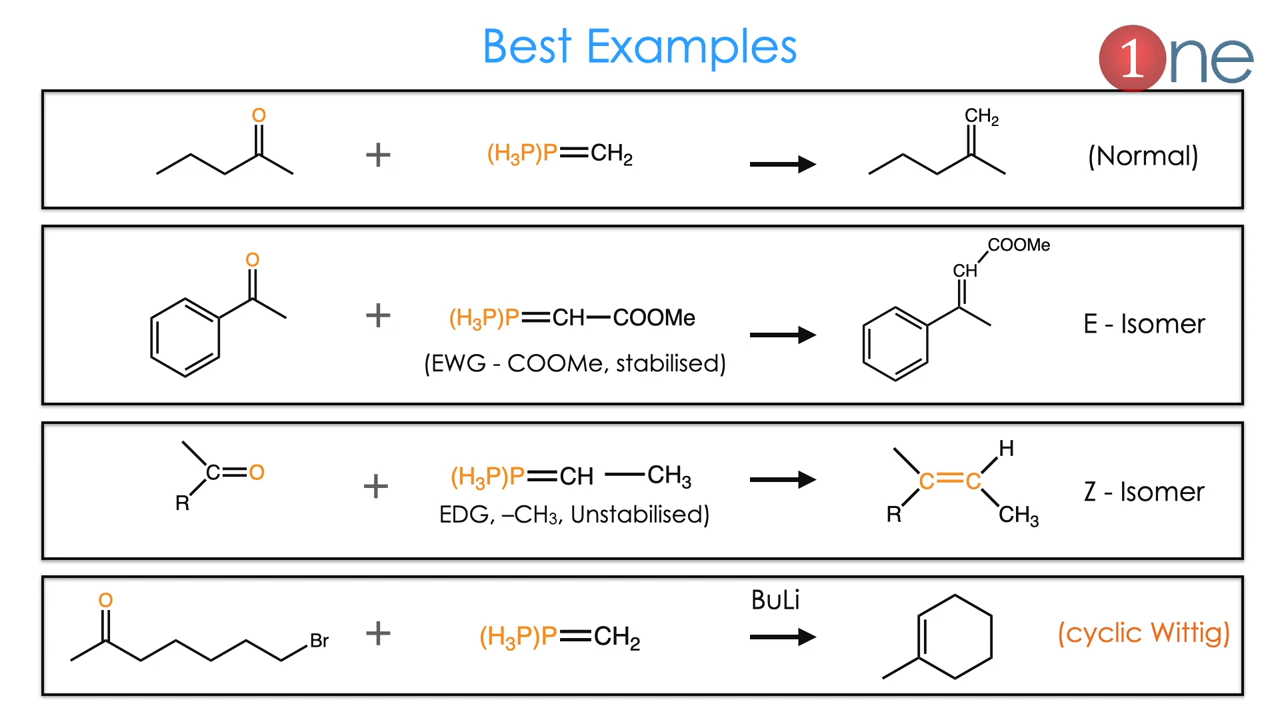 Best Examples
1ne
O
+
(H₃P)P=CH₂
CH₂
(Normal)
O
+
(H₃P)P=CH—COOMe
(EWG - COOMe, stabilised)
COOMe
CH
E - Isomer
C=O
R
+
(H₃P)P=CH —CH₃
EDG, –CH₃, Unstabilised)
H
C=C
R
CH₃
Z - Isomer
O
Br
+
(H₃P)P=CH₂
BuLi
(cyclic Wittig)